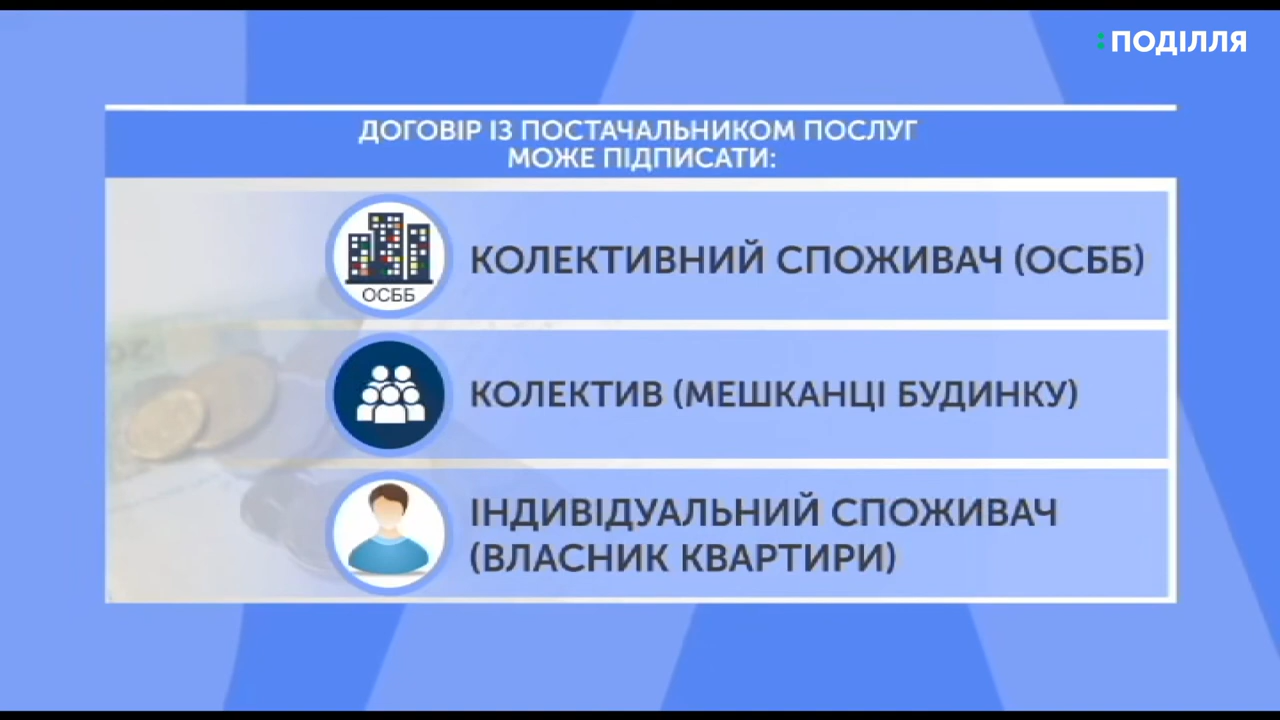 :ПОДІЛЛЯ
ДОГОВІР ІЗ ПОСТАЧАЛЬНИКОМ ПОСЛУГ
МОЖЕ ПІДПИСАТИ:
ОСББ
КОЛЕКТИВНИЙ СПОЖИВАЧ (ОСББ)
КОЛЕКТИВ (МЕШКАНЦІ БУДИНКУ)
ІНДИВІДУАЛЬНИЙ СПОЖИВАЧ
(ВЛАСНИК КВАРТИРИ)